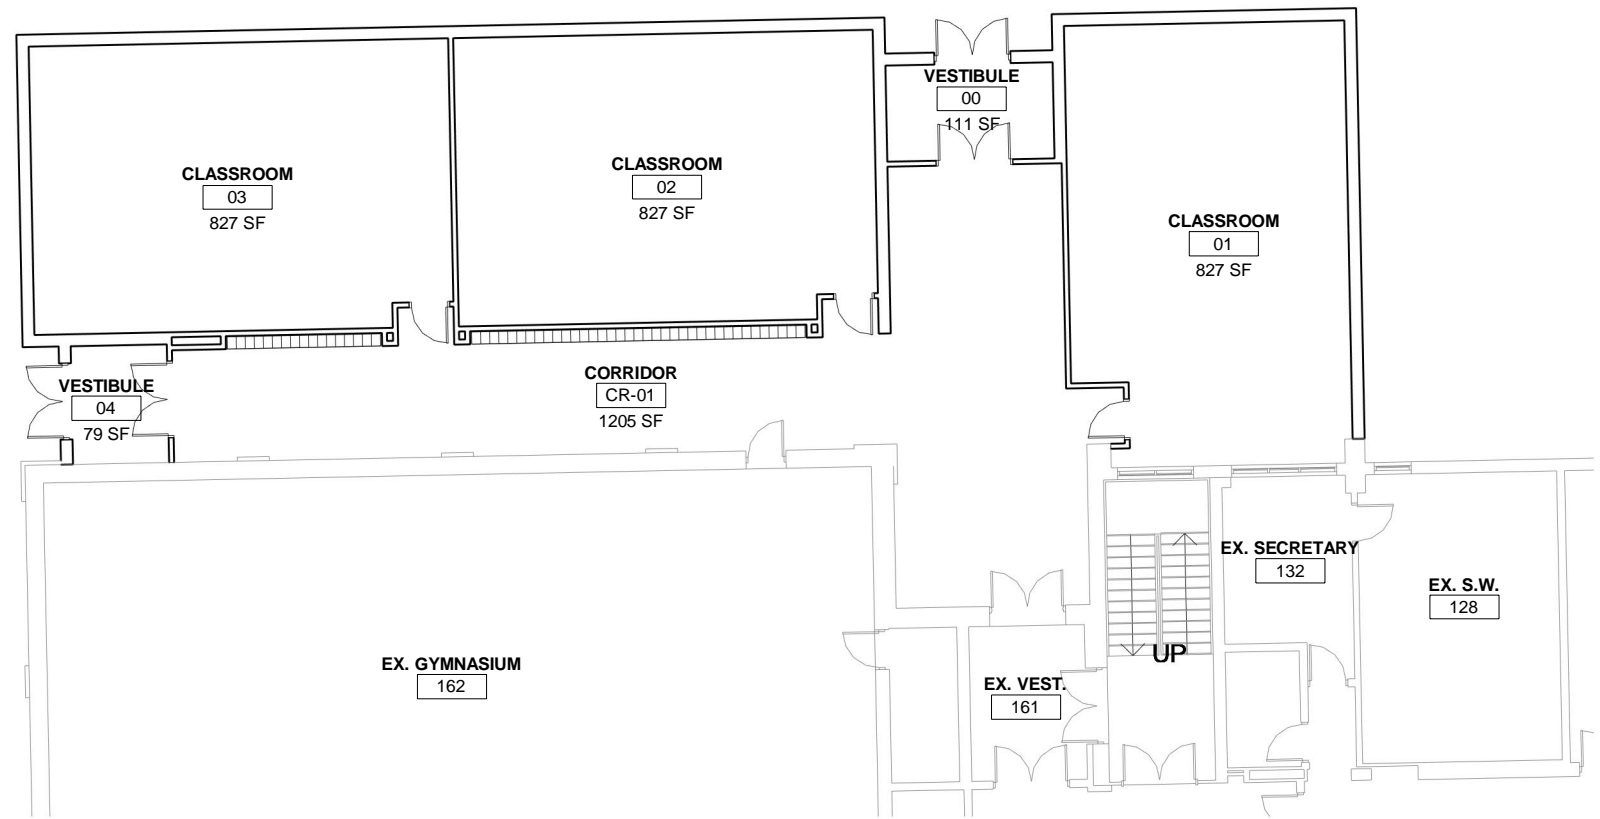 VESTIBULE
00
111 SF
CLASSROOM
03
827 SF
CLASSROOM
02
827 SF
CLASSROOM
01
827 SF
VESTIBULE
04
79 SF
CORRIDOR
CR-01
1205 SF
EX. SECRETARY
132
EX. S.W.
128
UP
EX. GYMNASIUM
162
EX. VEST.
161